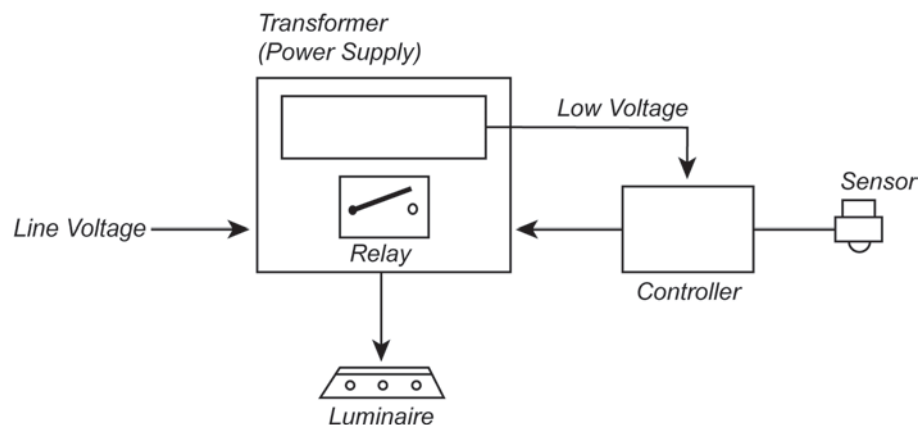 Transformer
(Power Supply)
Low Voltage
Sensor
Line Voltage
Relay
Controller
Luminaire